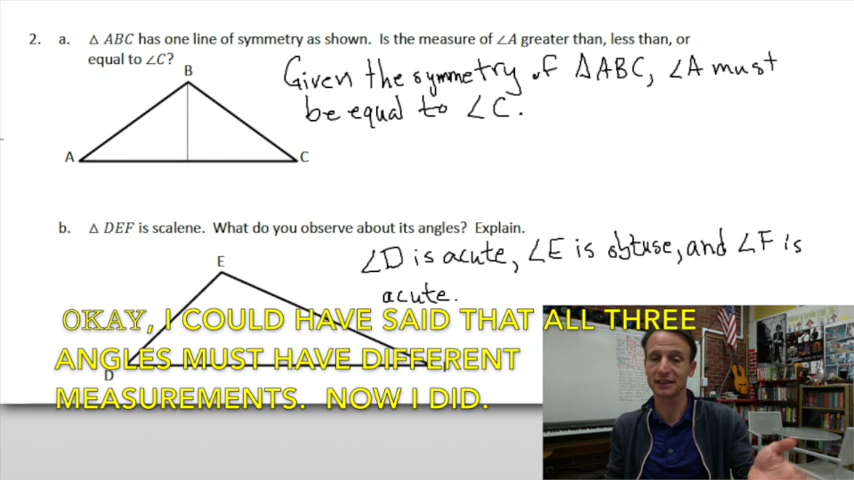 2. a. △ ABC has one line of symmetry as shown. Is the measure of ∠A greater than, less than, or
equal to ∠C?
Given the symmetry of △ABC, ∠A must
be equal to ∠C.
B
A
C
b. △ DEF is scalene. What do you observe about its angles? Explain.
∠D is acute, ∠E is obtuse, and ∠F is
acute.
E
D
OKAY, I COULD HAVE SAID THAT ALL THREE
ANGLES MUST HAVE DIFFERENT
MEASUREMENTS. NOW I DID.